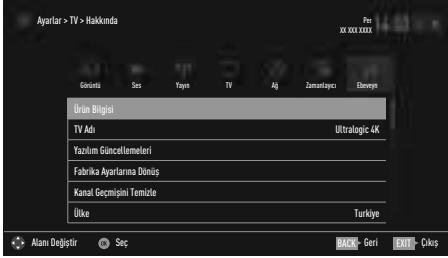 Ayarlar > TV > Hakkında
Per
XX XXX XXXX
Görüntü Ses Yayın TV Ağ Zamanlayıcı Ebeveyn
Ürün Bilgisi
TV Adı Ultralogic 4K
Yazılım Güncellemeleri
Fabrika Ayarlarına Dönüş
Kanal Geçmişini Temizle
Ülke Turkiye
Alanı Değiştir OK Seç BACK Geri EXIT Çıkış